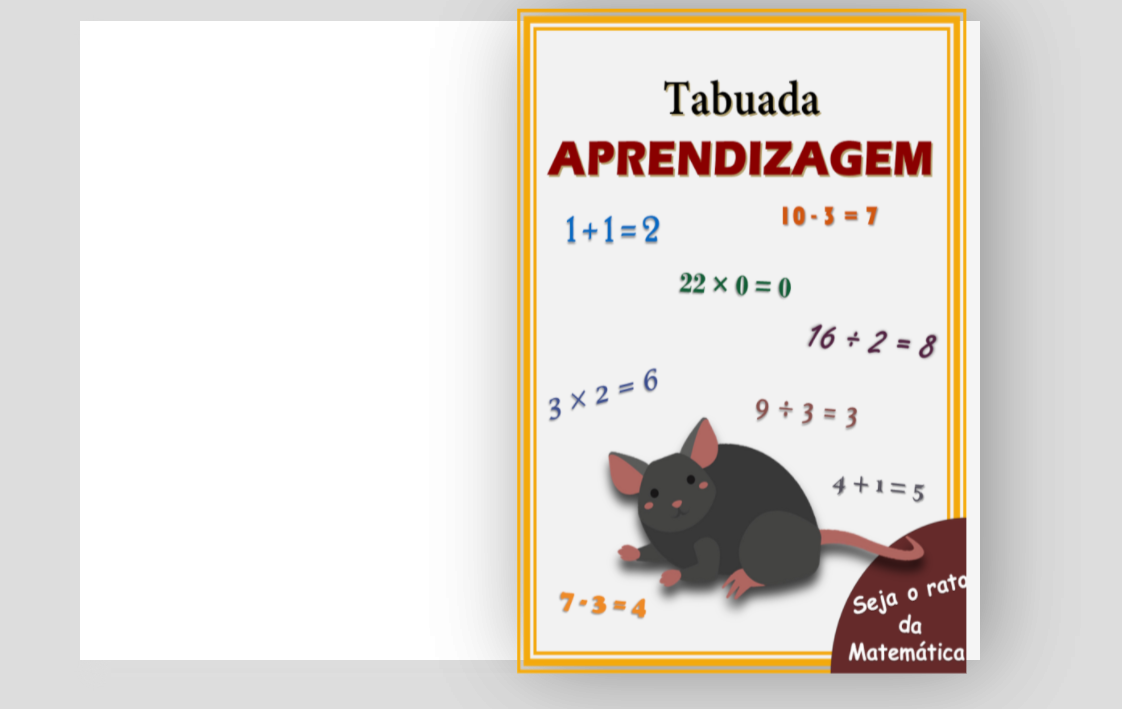 Tabuada
APRENDIZAGEM
1+1=2
10-3 = 7
22 × 0 = 0
16 ÷ 2 = 8
3 × 2 = 6
9 ÷ 3 = 3
4+1=5
7-3=4
Seja o rato
da
Matemática